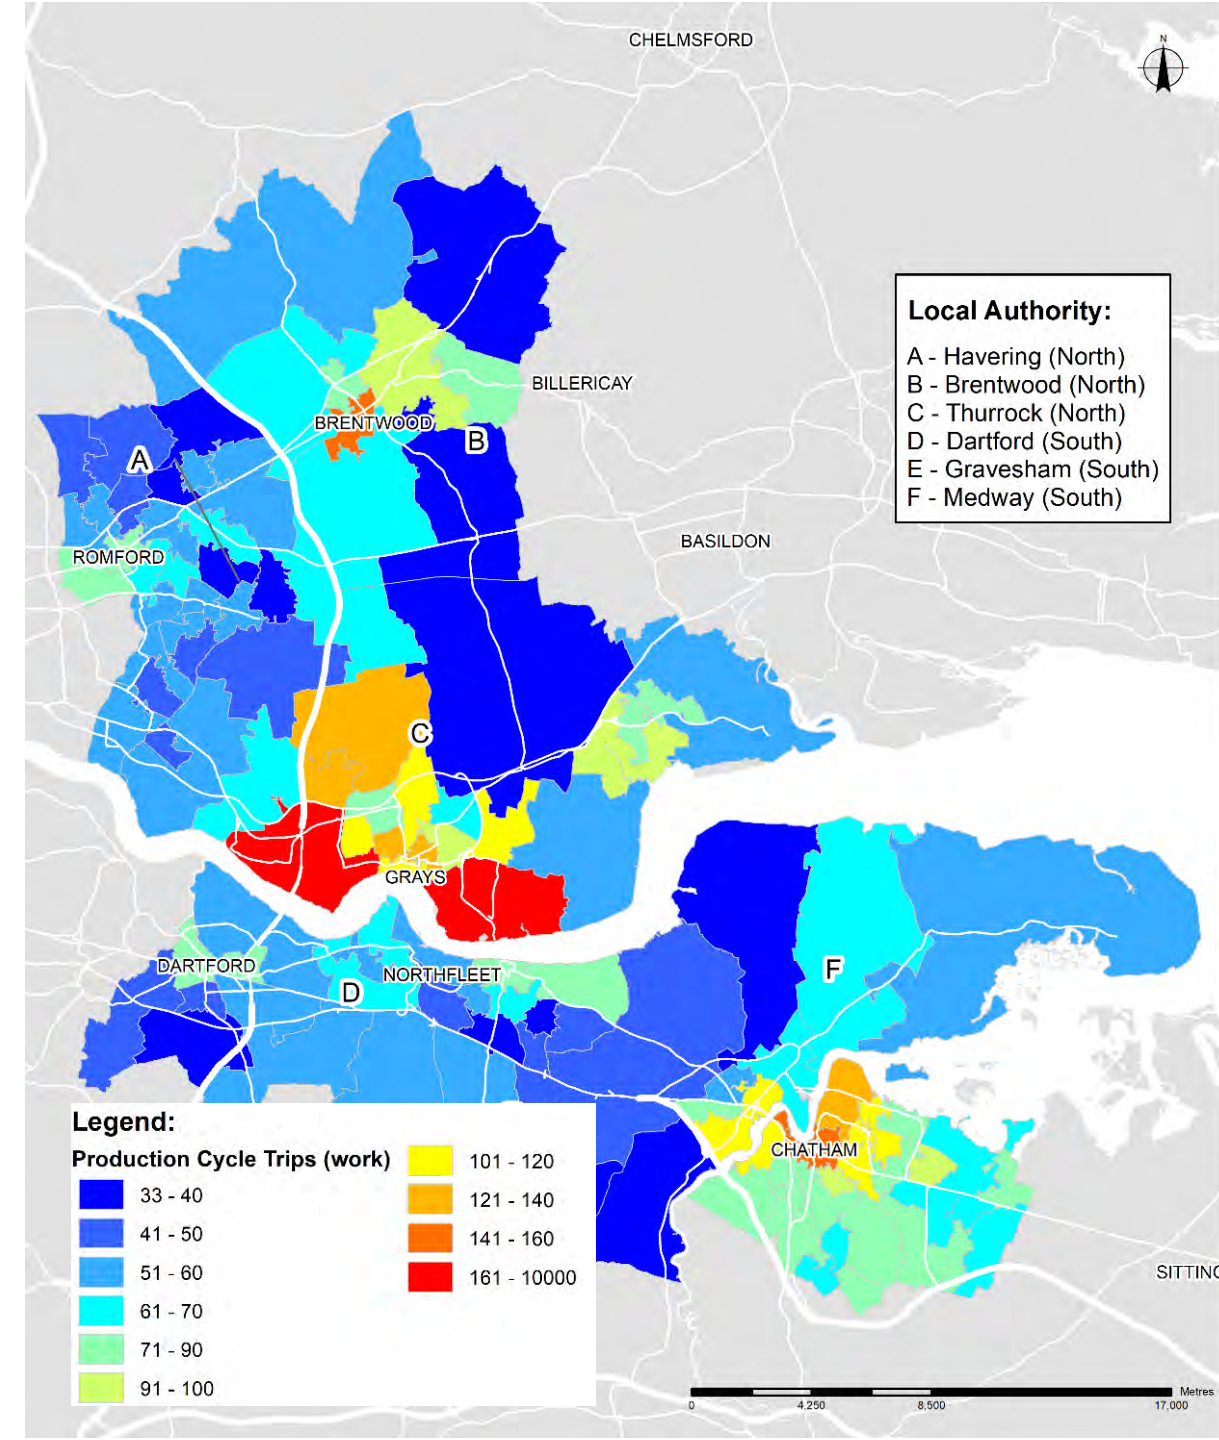 CHELMSFORD
N
Local Authority:
A - Havering (North)
B - Brentwood (North)
C - Thurrock (North)
D - Dartford (South)
E - Gravesham (South)
F - Medway (South)
BILLERICAY
BRENTWOOD
B
A
BASILDON
ROMFORD
C
GRAYS
DARTFORD
NORTHFLEET
F
D
CHATHAM
SITTING
Legend:
Production Cycle Trips (work)
33 - 40
41 - 50
51 - 60
61 - 70
71 - 90
91 - 100
101 - 120
121 - 140
141 - 160
161 - 10000
Metres
0 4,250 8,500 17,000